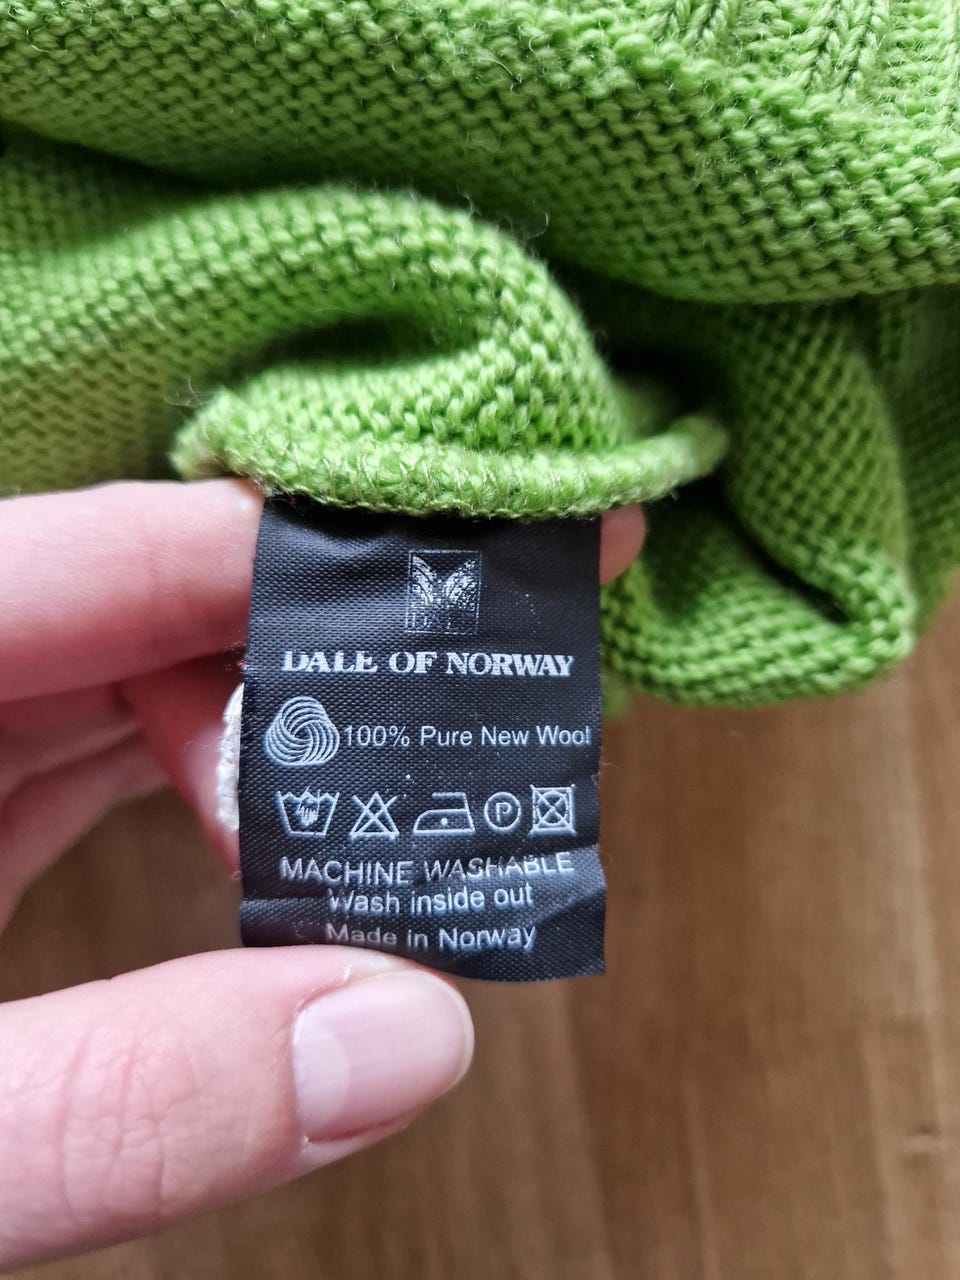 DALE OF NORWAY
100% Pure New Wool
P
MACHINE WASHABLE
Wash inside out
Made in Norway